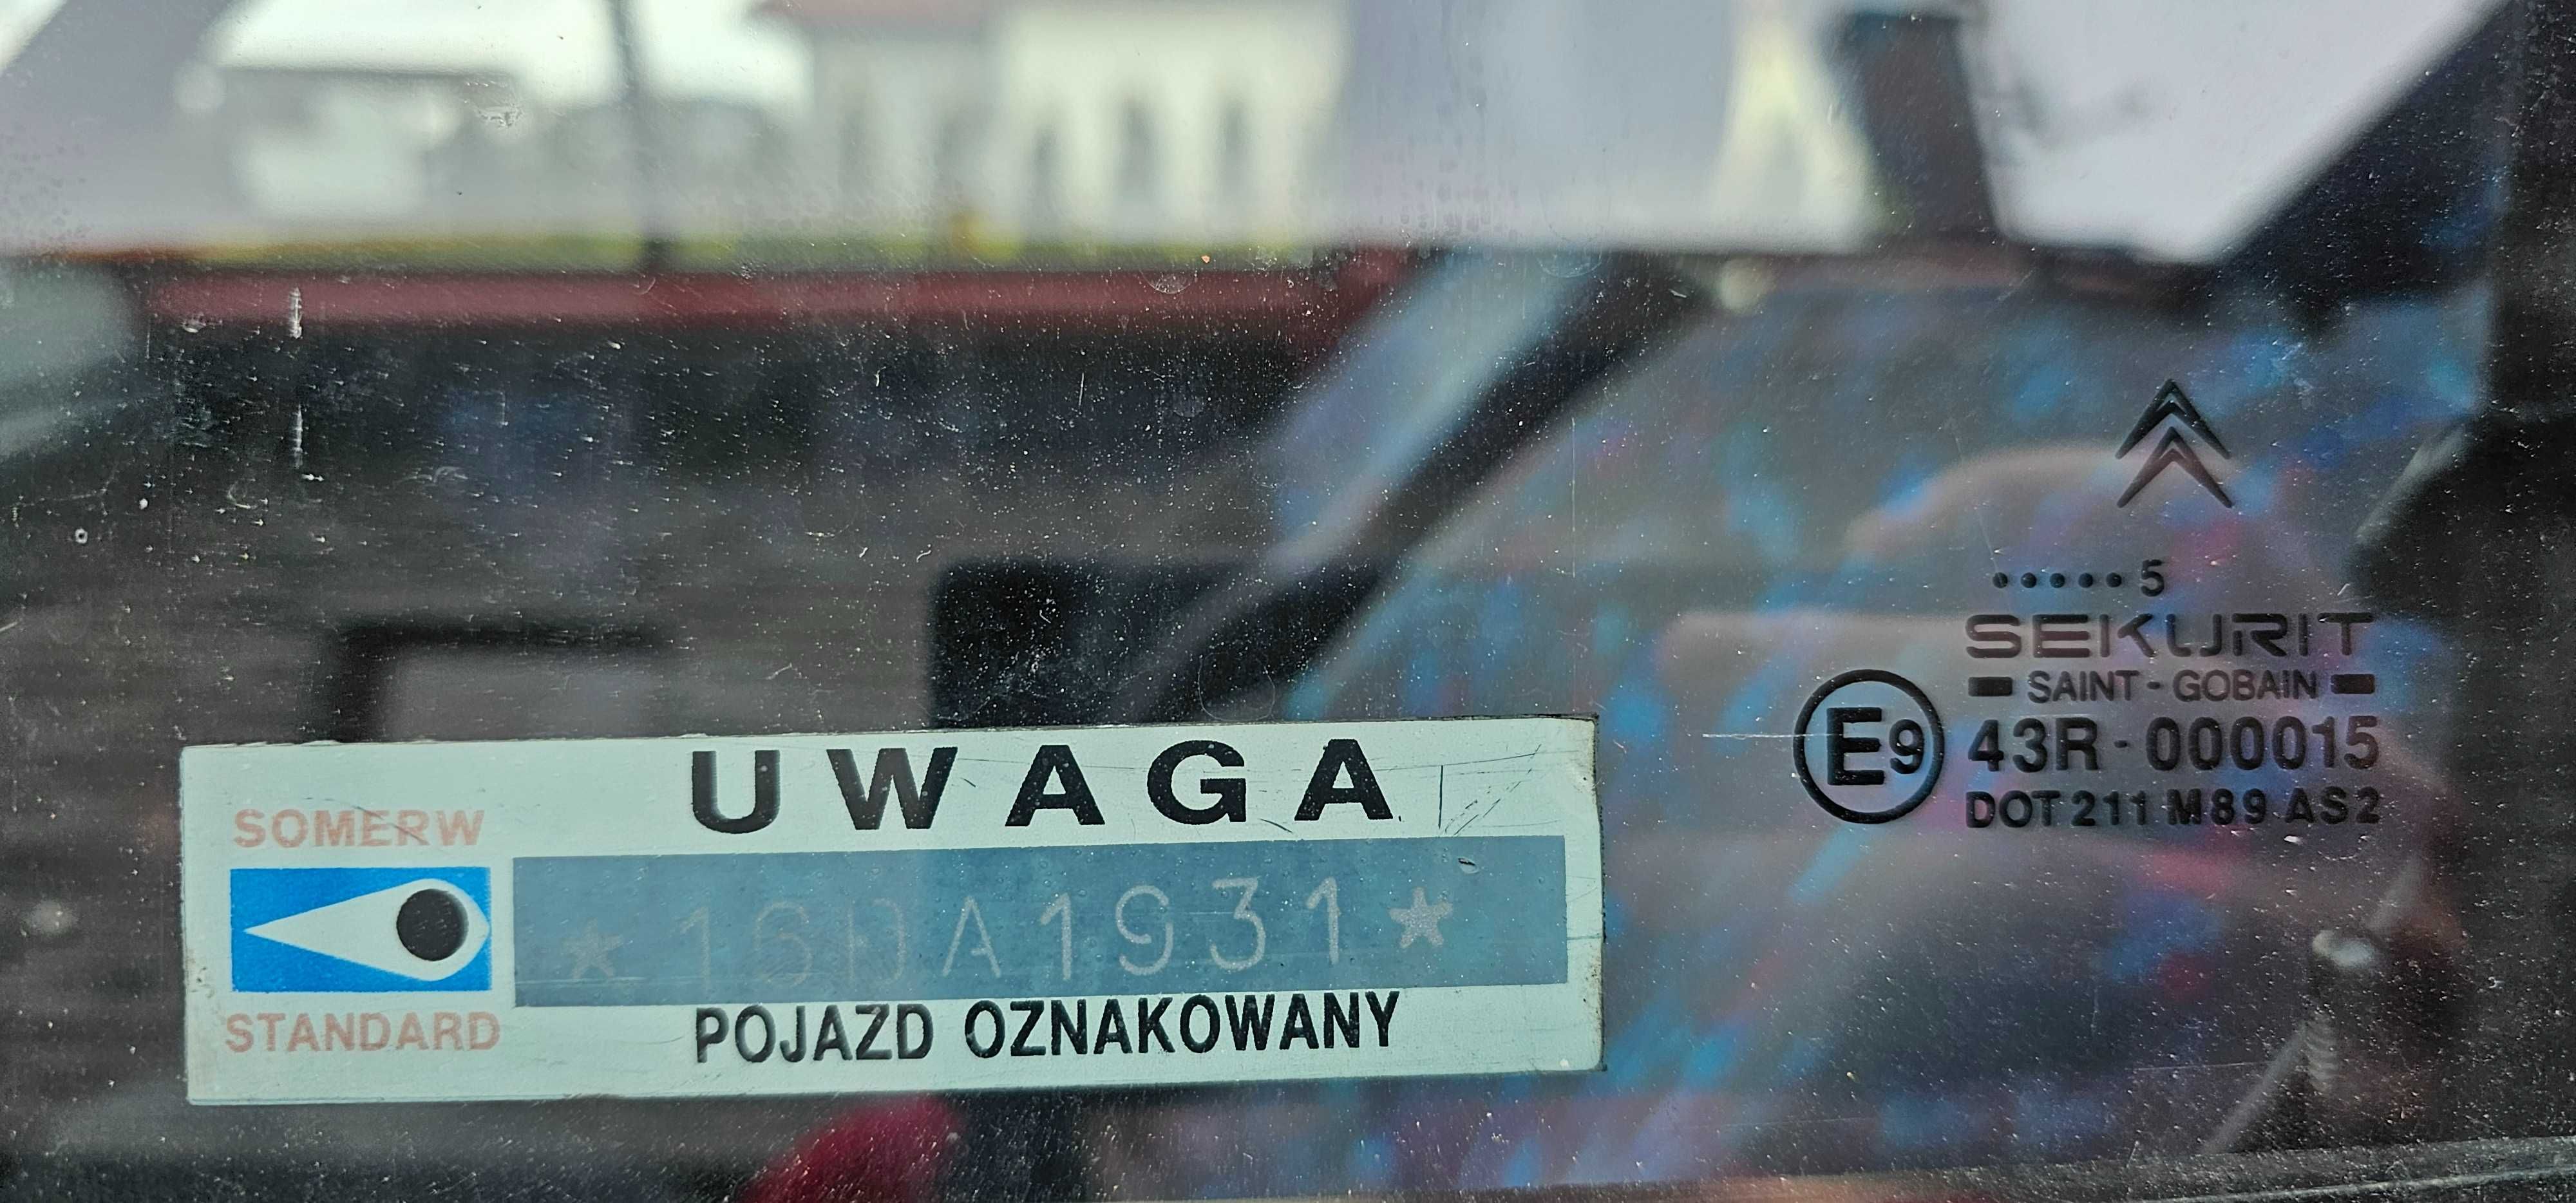 UWAGA
SOMERW
★16DA1931★
STANDARD
POJAZD OZNAKOWANY
.....5
SEKURIT
SAINT-GOBAIN
E9 43R-000015
DOT 211 M89 AS2